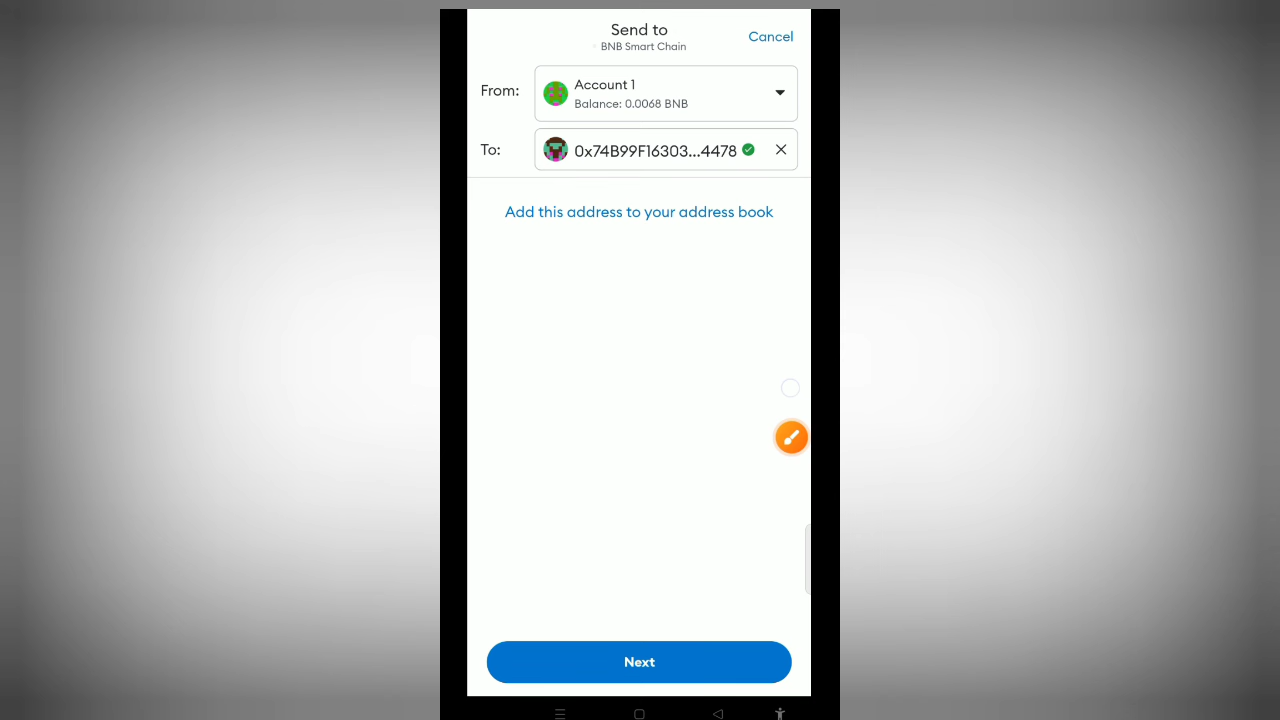 Send to
BNB Smart Chain
Cancel
From:
Account 1
Balance: 0.0068 BNB
To:
0x74B99F16303...4478
Add this address to your address book
Next